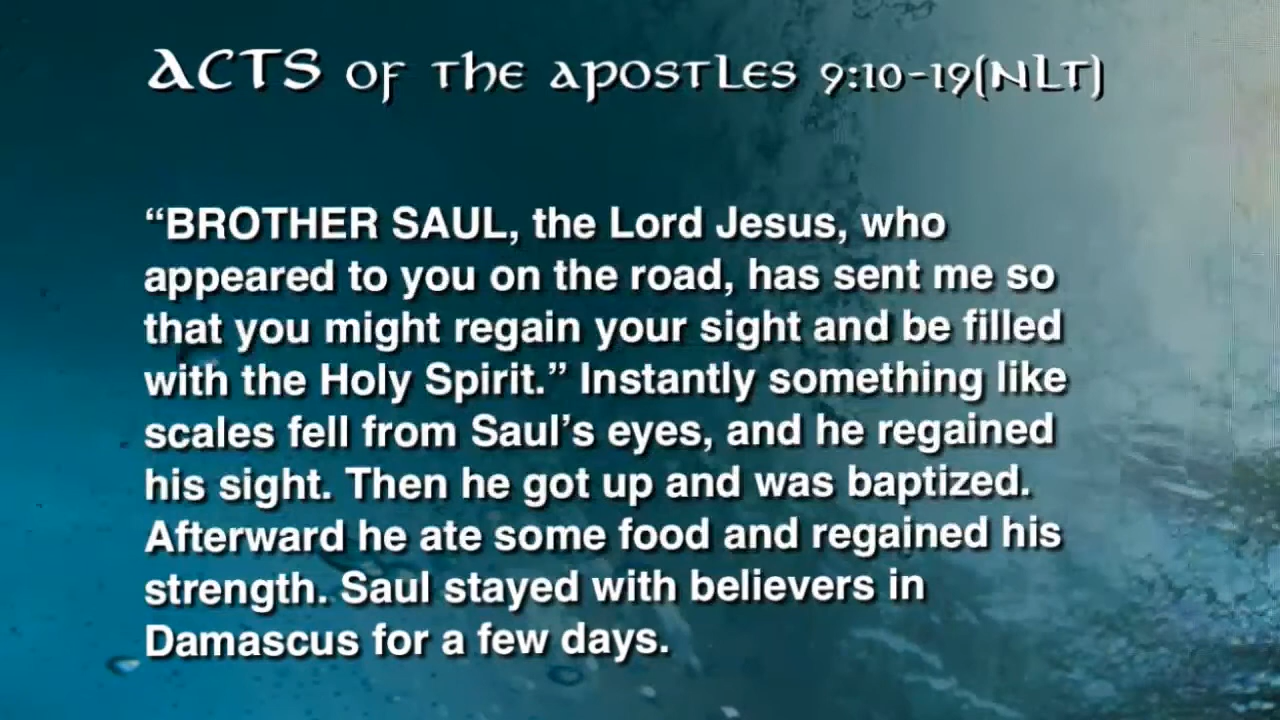 ACTS OF THE APOSTLES 9:10-19(NLT)
“BROTHER SAUL, the Lord Jesus, who
appeared to you on the road, has sent me so
that you might regain your sight and be filled
with the Holy Spirit.” Instantly something like
scales fell from Saul’s eyes, and he regained
his sight. Then he got up and was baptized.
Afterward he ate some food and regained his
strength. Saul stayed with believers in
Damascus for a few days.